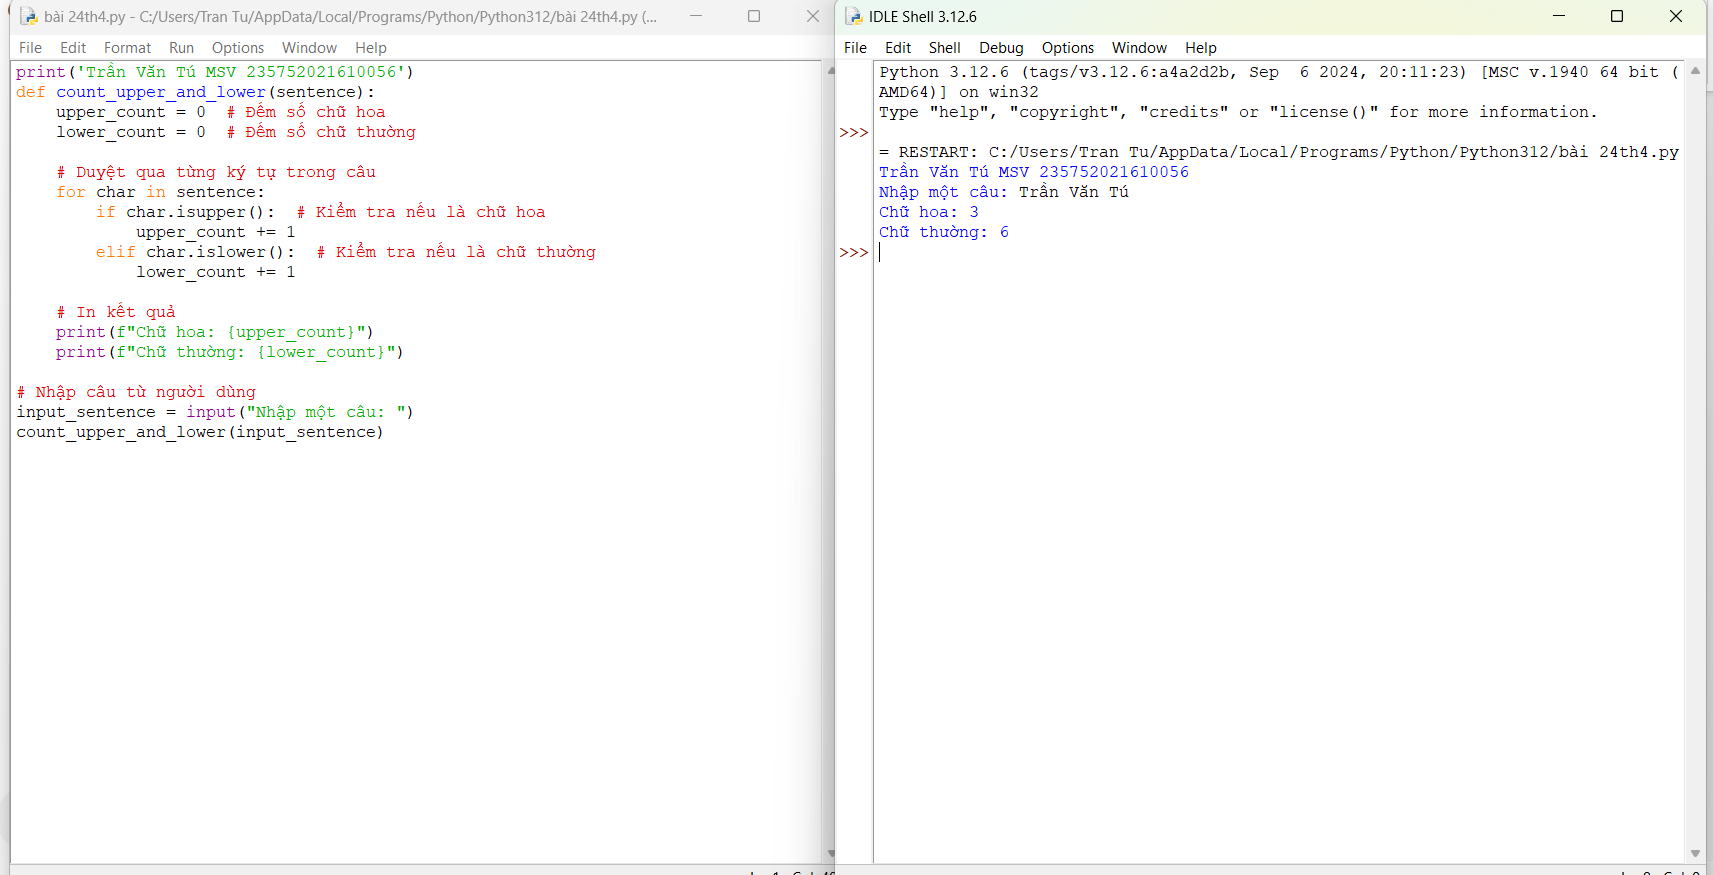 bài 24th4.py - C:/Users/Tran Tu/AppData/Local/Programs/Python/Python312/bài 24th4.py (...
File Edit Format Run Options Window Help
print('Trần Văn Tú MSV 235752021610056')
def count_upper_and_lower(sentence):
    upper_count = 0  # Đếm số chữ hoa
    lower_count = 0  # Đếm số chữ thường
    # Duyệt qua từng ký tự trong câu
    for char in sentence:
        if char.isupper():  # Kiểm tra nếu là chữ hoa
            upper_count += 1
        elif char.islower():  # Kiểm tra nếu là chữ thường
            lower_count += 1
    # In kết quả
    print(f"Chữ hoa: {upper_count}")
    print(f"Chữ thường: {lower_count}")
# Nhập câu từ người dùng
input_sentence = input("Nhập một câu: ")
count_upper_and_lower(input_sentence)
IDLE Shell 3.12.6
File Edit Shell Debug Options Window Help
Python 3.12.6 (tags/v3.12.6:a4a2d2b, Sep  6 2024, 20:11:23) [MSC v.1940 64 bit (
AMD64)] on win32
Type "help", "copyright", "credits" or "license()" for more information.
>>>
= RESTART: C:/Users/Tran Tu/AppData/Local/Programs/Python/Python312/bài 24th4.py
Trần Văn Tú MSV 235752021610056
Nhập một câu: Trần Văn Tú
Chữ hoa: 3
Chữ thường: 6
>>>